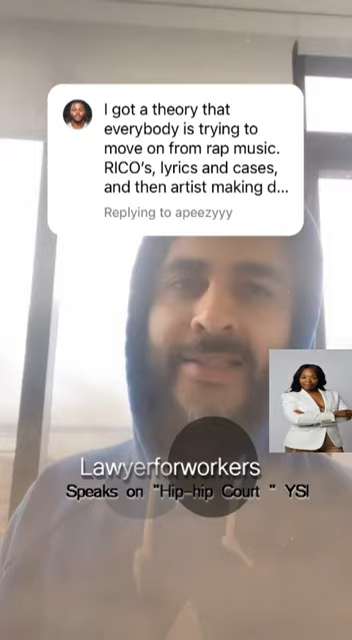 I got a theory that
everybody is trying to
move on from rap music.
RICO’s, lyrics and cases,
and then artist making d...
Replying to apeezyyy
Lawyerforworkers
Speaks on "Hip-hip Court " YSl